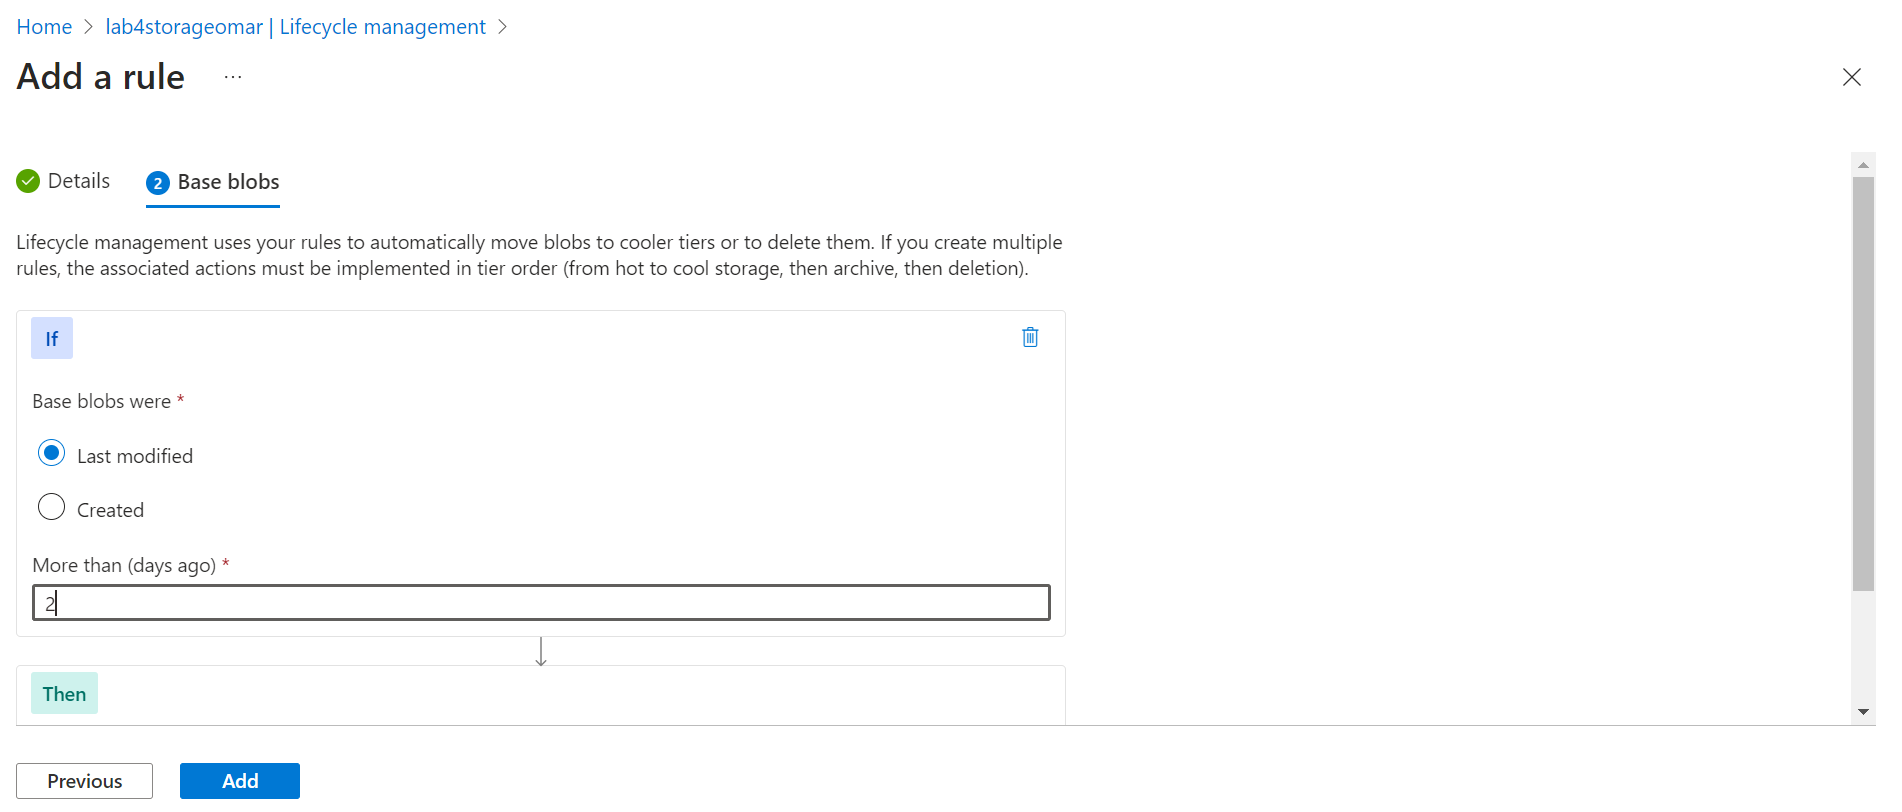 Home > lab4storageomar | Lifecycle management >
Add a rule ...
Details 2 Base blobs
Lifecycle management uses your rules to automatically move blobs to cooler tiers or to delete them. If you create multiple
rules, the associated actions must be implemented in tier order (from hot to cool storage, then archive, then deletion).
If
Base blobs were *
Last modified
Created
More than (days ago) *
2
Then
Previous Add